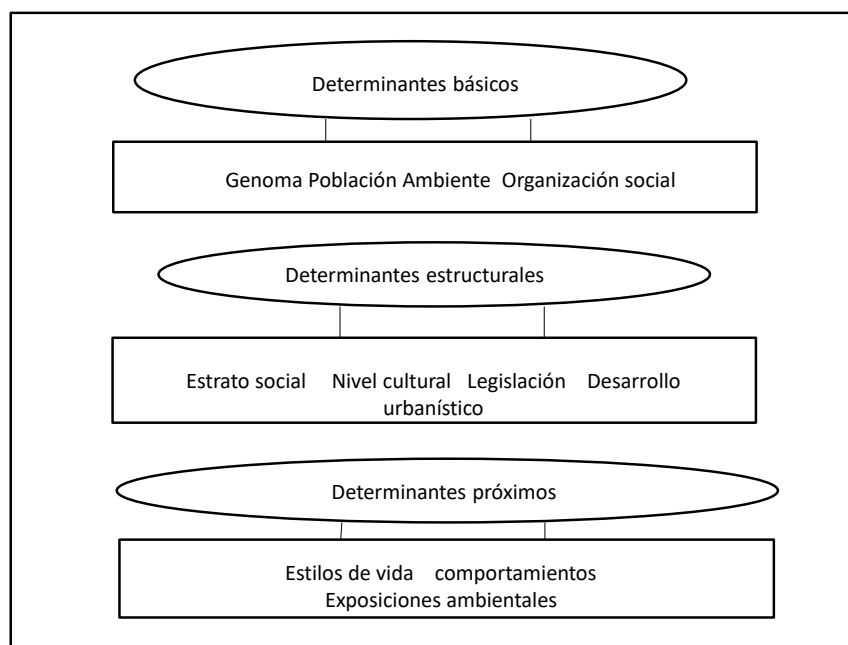 Determinantes básicos
Genoma Población Ambiente Organización social
Determinantes estructurales
Estrato social Nivel cultural Legislación Desarrollo
urbanístico
Determinantes próximos
Estilos de vida comportamientos
Exposiciones ambientales